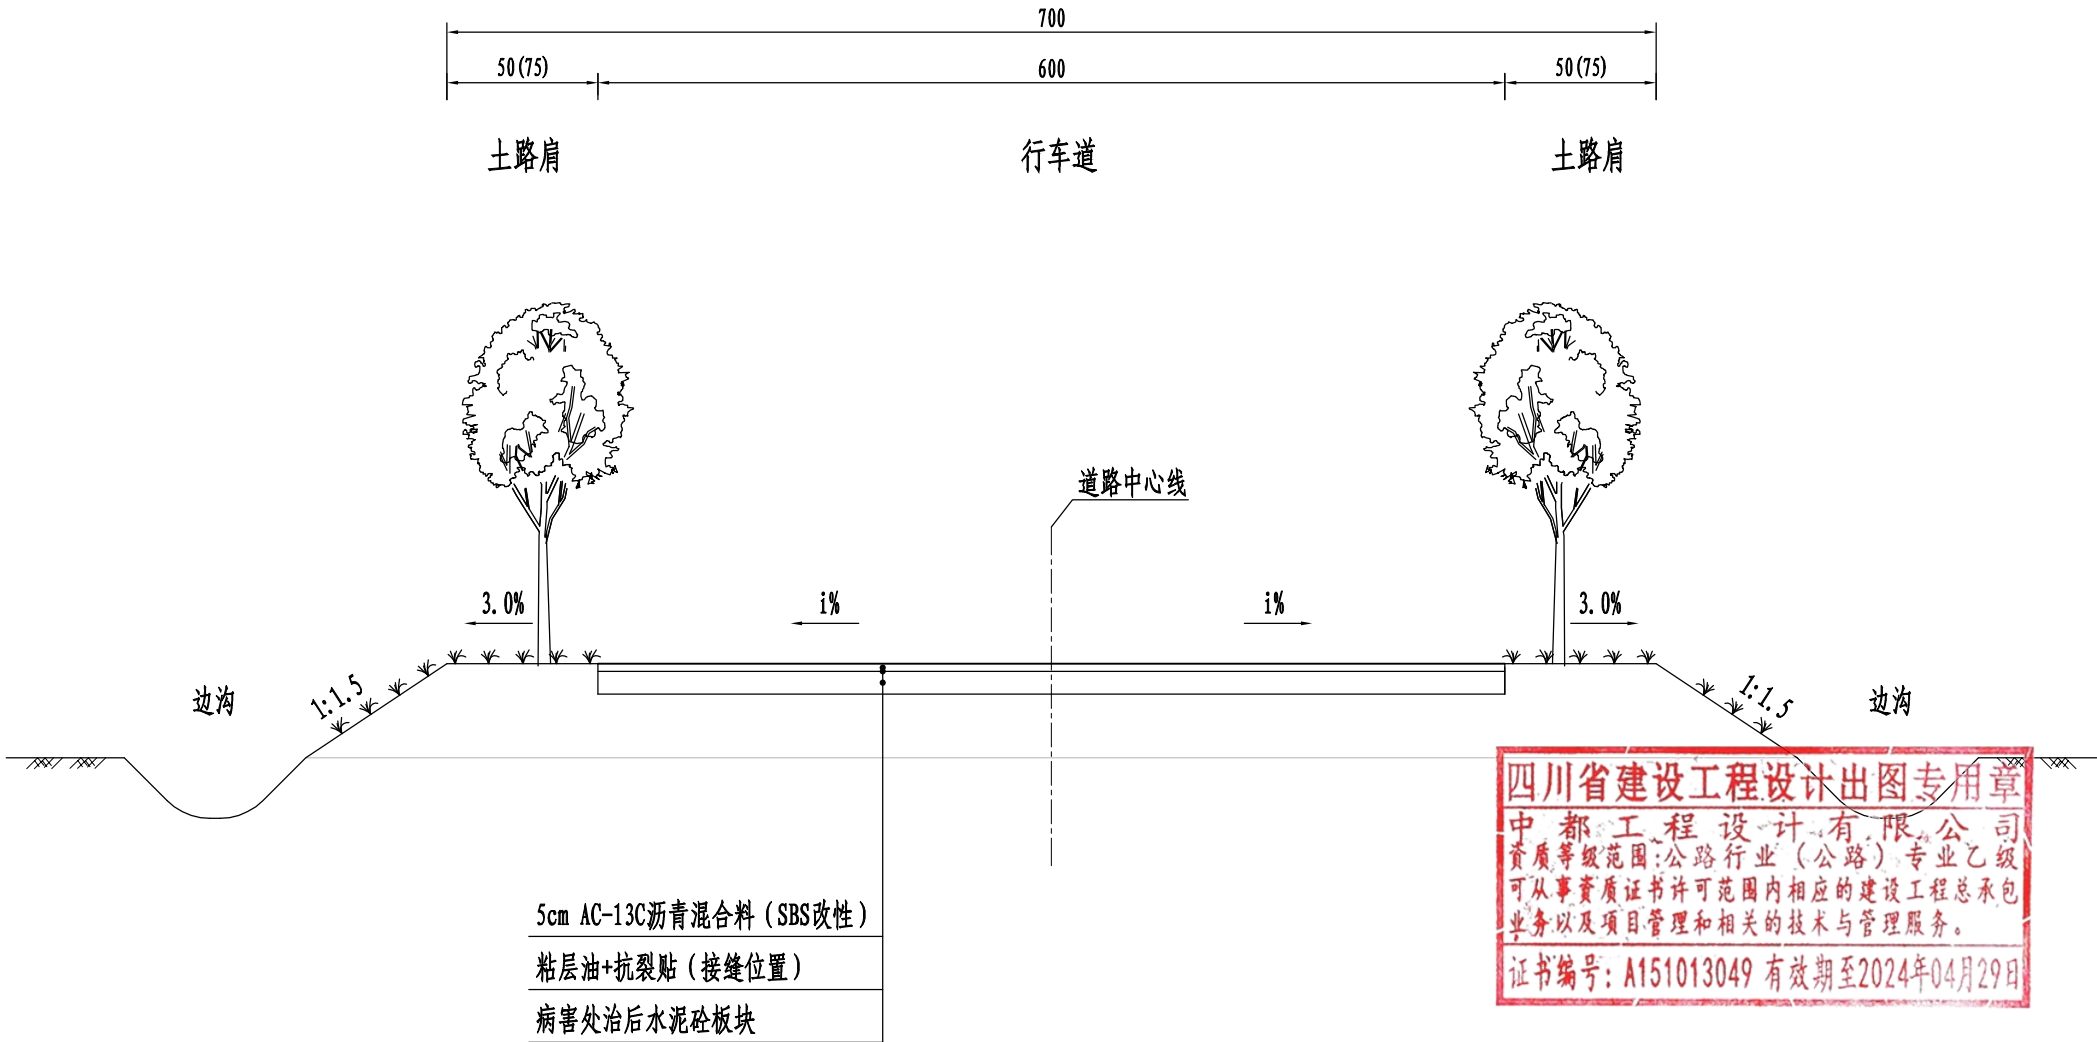 700
50(75) 600 50(75)
土路肩 行车道 土路肩
道路中心线
3.0% i% i% 3.0%
边沟 1:1.5 1:1.5 边沟
四川省建设工程设计出图专用章
中都工程设计有限公司
资质等级范围:公路行业（公路）专业乙级
可从事资质证书许可范围内相应的建设工程总承包
业务以及项目管理和相关的技术与管理服务。
证书编号：A151013049 有效期至2024年04月29日
5cm AC-13C沥青混合料（SBS改性）
粘层油+抗裂贴（接缝位置）
病害处治后水泥砼板块